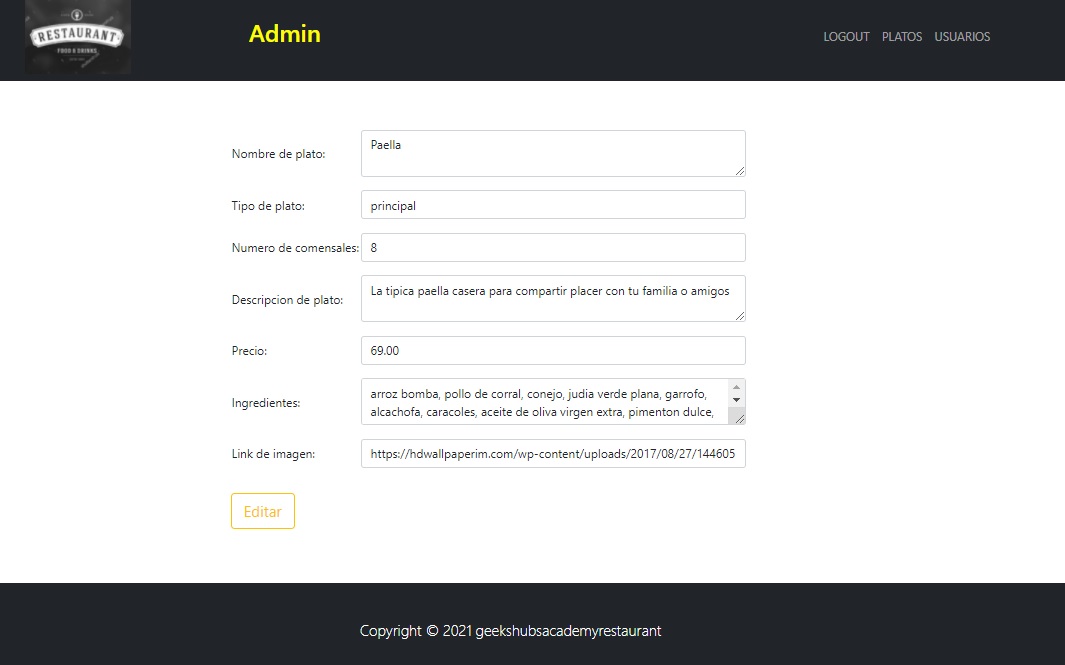 RESTAURANT
FOOD & DRINKS
Admin
LOGOUT PLATOS USUARIOS
Nombre de plato: Paella
Tipo de plato: principal
Numero de comensales: 8
Descripcion de plato: La tipica paella casera para compartir placer con tu familia o amigos
Precio: 69.00
Ingredientes: arroz bomba, pollo de corral, conejo, judia verde plana, garrofo,
alcachofa, caracoles, aceite de oliva virgen extra, pimenton dulce,
Link de imagen: https://hdwallpaperim.com/wp-content/uploads/2017/08/27/144605
Editar
Copyright © 2021 geekshubsacademyrestaurant